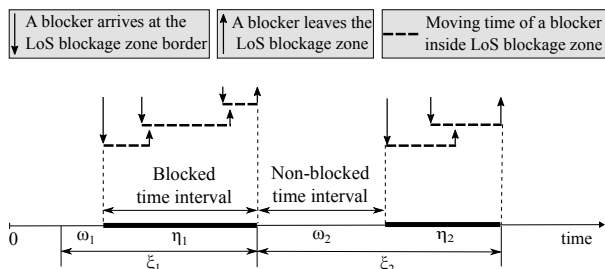 A blocker arrives at the
LoS blockage zone border
A blocker leaves the
LoS blockage zone
Moving time of a blocker
inside LoS blockage zone
Blocked
time interval
Non-blocked
time interval
0
ω1
η1
ω2
η2
time
ξ1
ξ2